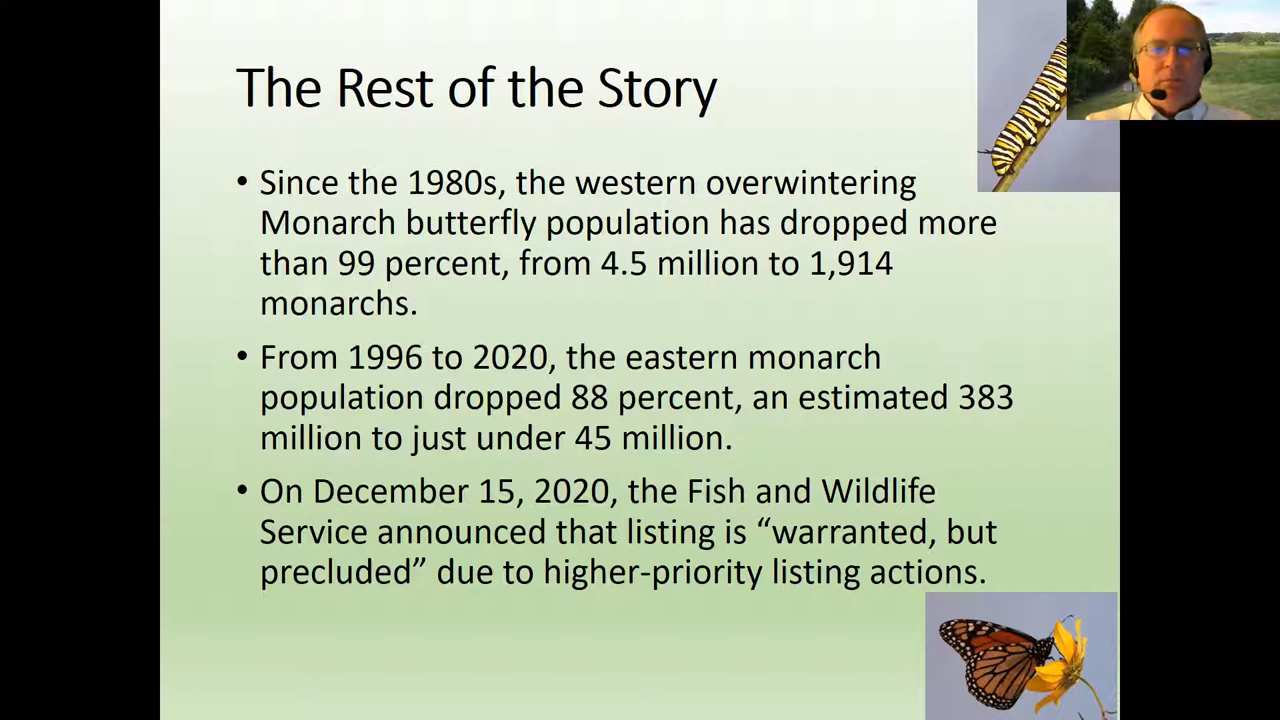 The Rest of the Story
• Since the 1980s, the western overwintering
Monarch butterfly population has dropped more
than 99 percent, from 4.5 million to 1,914
monarchs.
• From 1996 to 2020, the eastern monarch
population dropped 88 percent, an estimated 383
million to just under 45 million.
• On December 15, 2020, the Fish and Wildlife
Service announced that listing is “warranted, but
precluded” due to higher-priority listing actions.